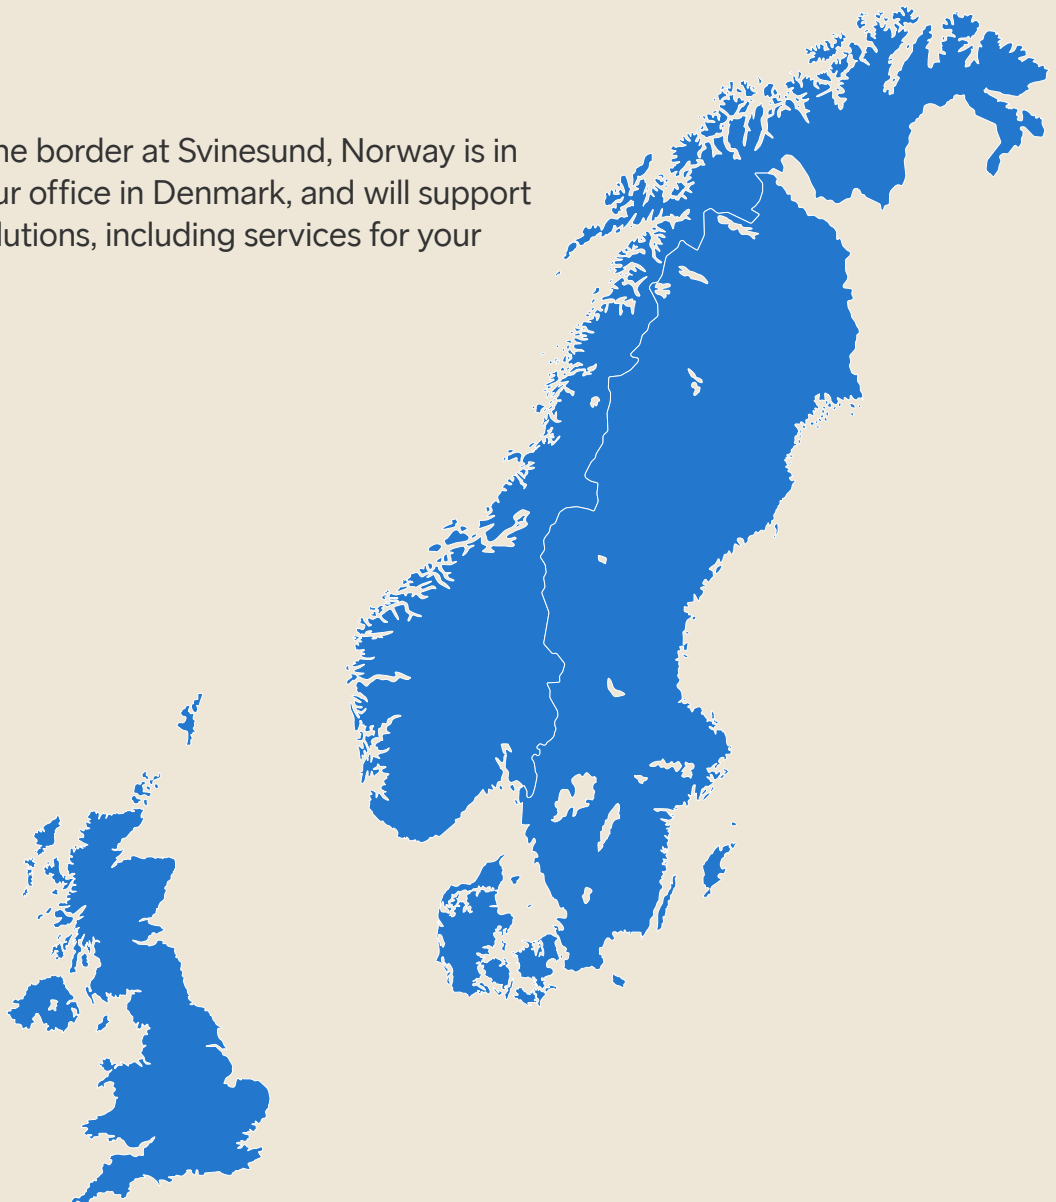 he border at Svinesund, Norway is in
ur office in Denmark, and will support
lutions, including services for your